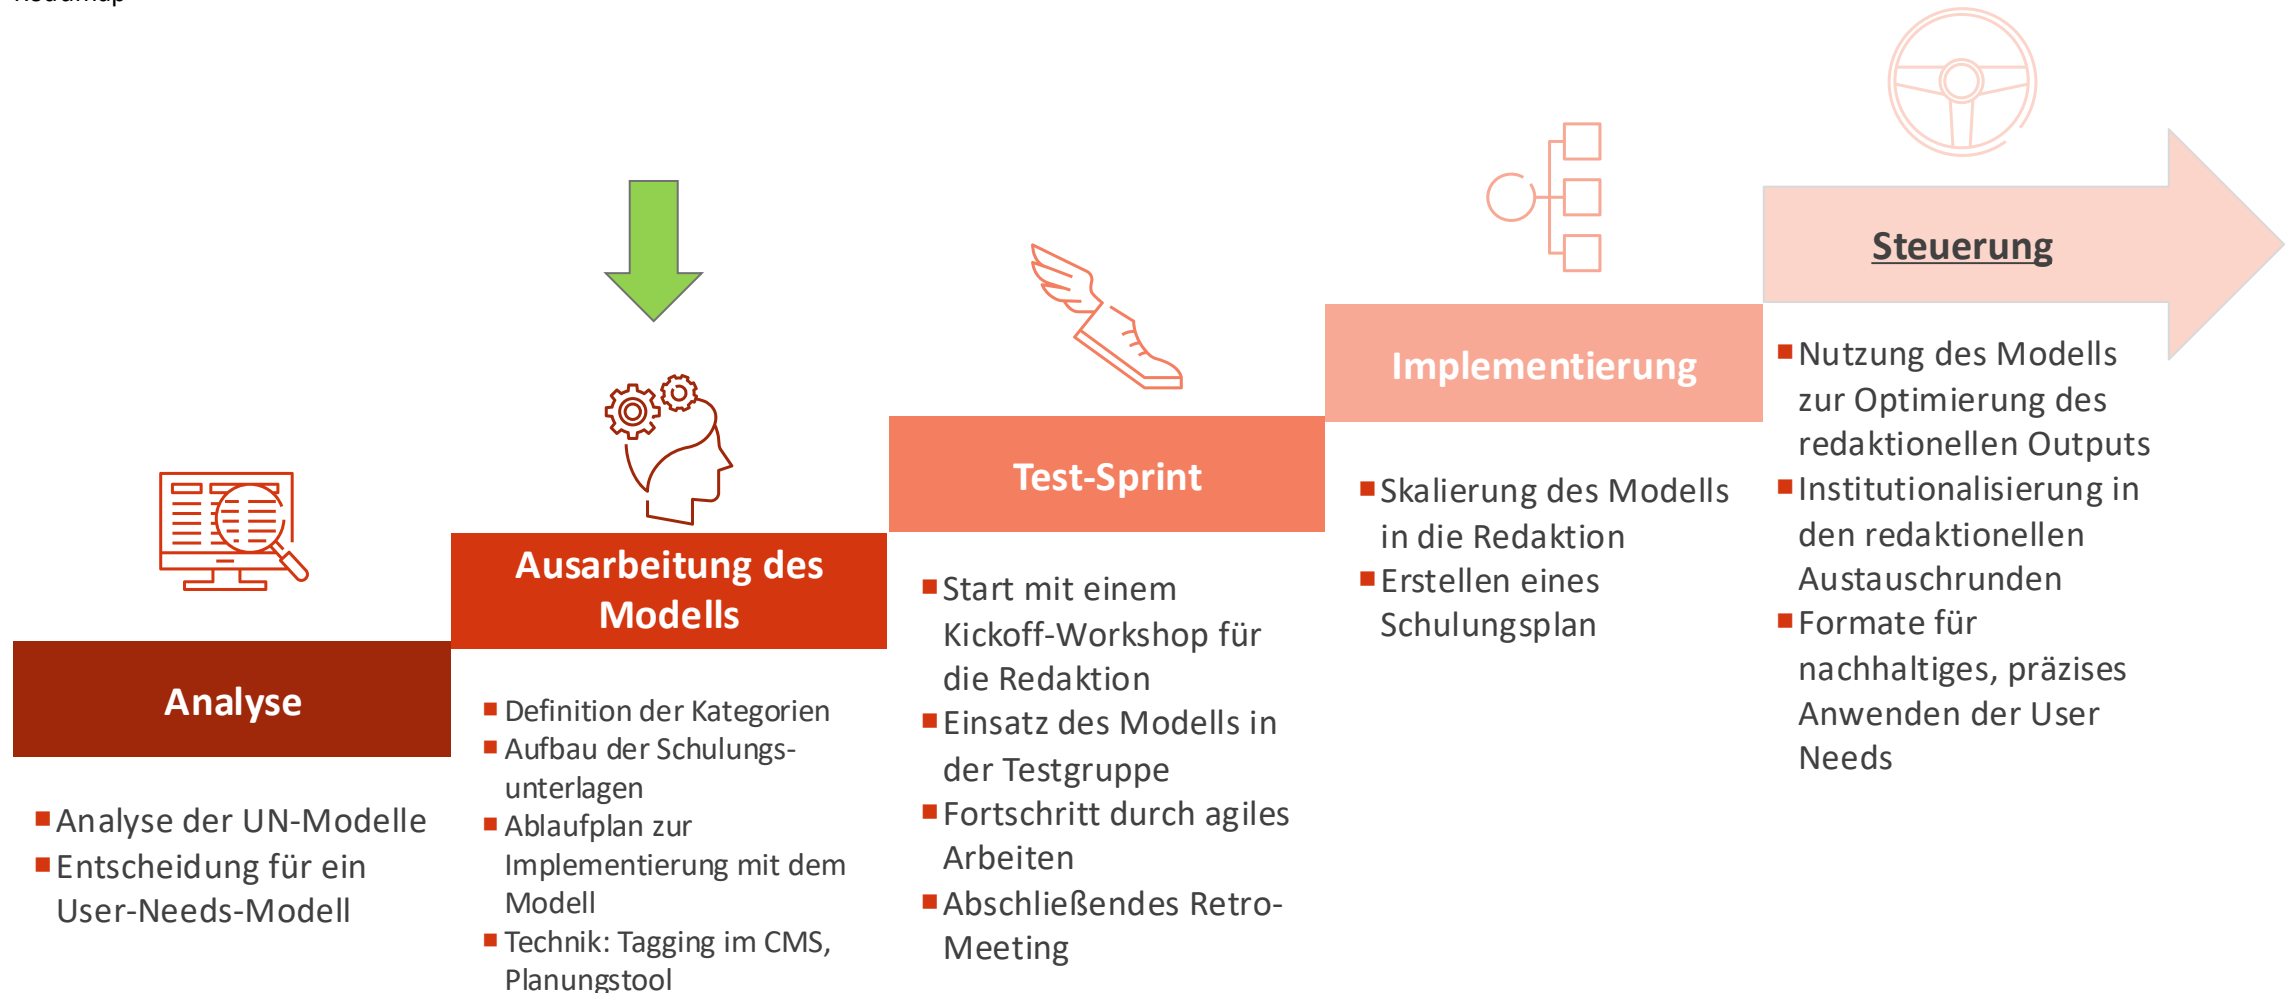 Roadmap
Steuerung
Implementierung
Test-Sprint
Ausarbeitung des
Modells
Analyse
Analyse der UN-Modelle
Entscheidung für ein
User-Needs-Modell
Definition der Kategorien
Aufbau der Schulungs-
unterlagen
Ablaufplan zur
Implementierung mit dem
Modell
Technik: Tagging im CMS,
Planungstool
Start mit einem
Kickoff-Workshop für
die Redaktion
Einsatz des Modells in
der Testgruppe
Fortschritt durch agiles
Arbeiten
Abschließendes Retro-
Meeting
Skalierung des Modells
in die Redaktion
Erstellen eines
Schulungsplan
Nutzung des Modells
zur Optimierung des
redaktionellen Outputs
Institutionalisierung in
den redaktionellen
Austauschrunden
Formate für
nachhaltiges, präzises
Anwenden der User
Needs